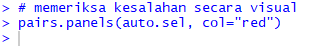 > # memeriksa kesalahan secara visual
> pairs.panels(auto.sel, col="red")
>